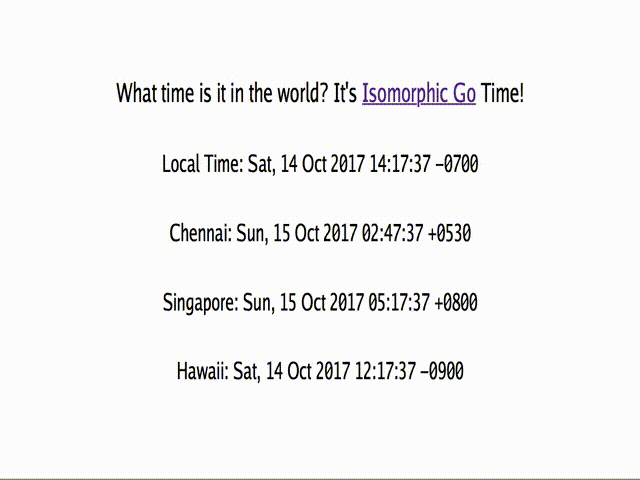 What time is it in the world? It's Isomorphic Go Time!
Local Time: Sat, 14 Oct 2017 14:17:37 −0700
Chennai: Sun, 15 Oct 2017 02:47:37 +0530
Singapore: Sun, 15 Oct 2017 05:17:37 +0800
Hawaii: Sat, 14 Oct 2017 12:17:37 −0900